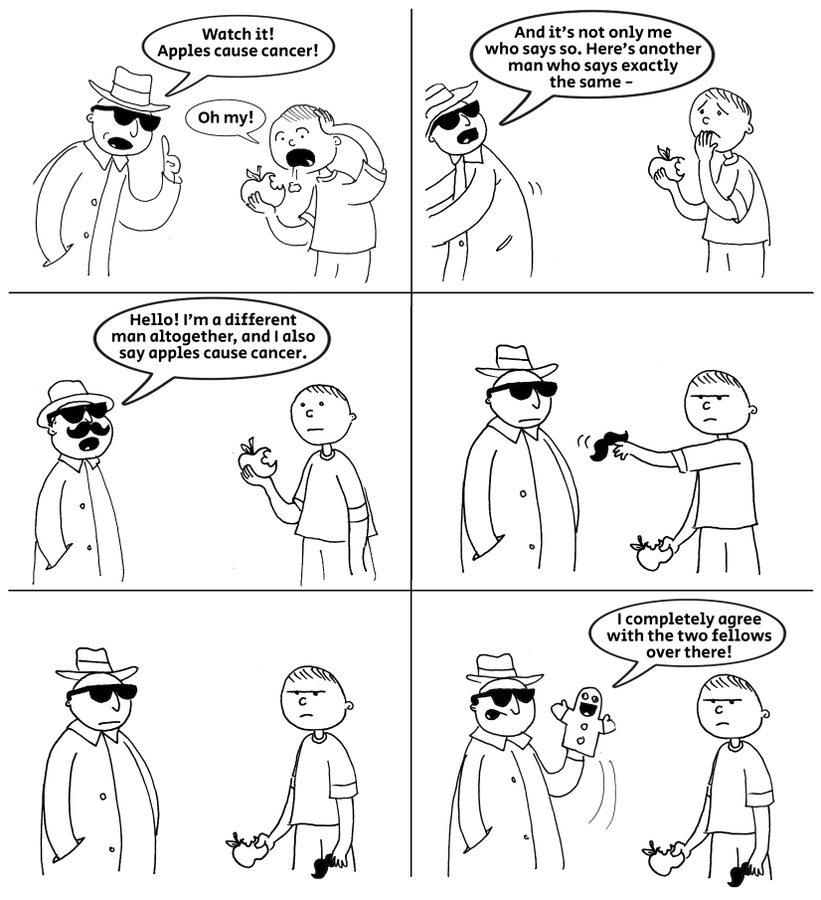 Watch it!
Apples cause cancer!
Oh my!
And it's not only me
who says so. Here's another
man who says exactly
the same –
Hello! I'm a different
man altogether, and I also
say apples cause cancer.
I completely agree
with the two fellows
over there!